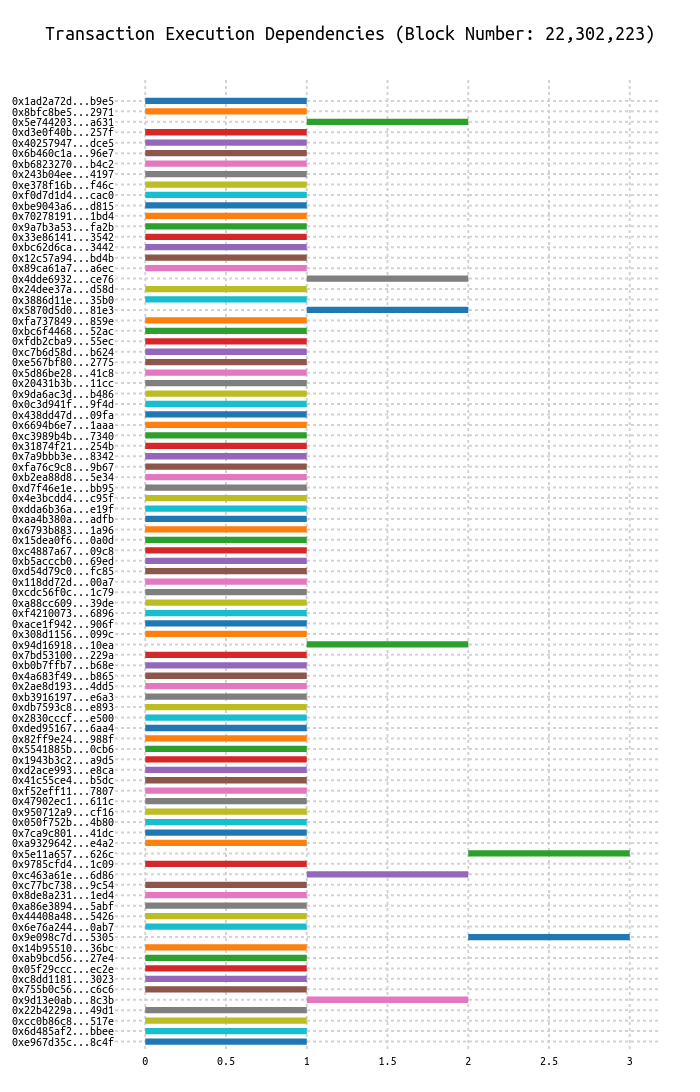 Transaction Execution Dependencies (Block Number: 22,302,223)
0x1ad2a72d...b9e5
0x8bfc8be5...2971
0x5e744203...a631
0xd3e0f40b...257f
0x40257947...dce5
0x6b460c1a...96e7
0xb6823270...b4c2
0x243b04ee...4197
0xe378f16b...f46c
0xf0d7d1d4...cac0
0xbe9043a6...d815
0x70278191...1bd4
0x9a7b3a53...fa2b
0x33e86141...3542
0xbc62d6ca...3442
0x12c57a94...bd4b
0x89ca61a7...a6ec
0x4dde6932...ce76
0x24dee37a...d58d
0x3886d11e...35b0
0x5870d5d0...81e3
0xfa737849...859e
0xbc6f4468...52ac
0xfdb2cba9...55ec
0xc7b6d58d...b624
0xe567bf80...2775
0x5d86be28...41c8
0x20431b3b...11cc
0x9da6ac3d...b486
0x0c3d941f...9f4d
0x438dd47d...09fa
0x6694b6e7...1aaa
0xc3989b4b...7340
0x31874f21...254b
0x7a9bbb3e...8342
0xfa76c9c8...9b67
0xb2ea88d8...5e34
0xd7f46e1e...bb95
0x4e3bcdd4...c95f
0xdda6b36a...e19f
0xaa4b380a...adfb
0x6793b883...1a96
0x15dea0f6...0a0d
0xc4887a67...09c8
0xb5acccb0...69ed
0xd54d79c0...fc85
0x118dd72d...00a7
0xcdc56f0c...1c79
0xa88cc609...39de
0xf4210073...6896
0xace1f942...906f
0x308d1156...099c
0x94d16918...10ea
0x7bd53100...229a
0xb0b7ffb7...b68e
0x4a683f49...b865
0x2ae8d193...4dd5
0xb3916197...e6a3
0xdb7593c8...e893
0x2830cccf...e500
0xded95167...6aa4
0x82ff9e24...988f
0x5541885b...0cb6
0x1943b3c2...a9d5
0xd2ace993...e8ca
0x41c55ce4...b5dc
0xf52eff11...7807
0x47902ec1...611c
0x950712a9...cf16
0x050f752b...4b80
0x7ca9c801...41dc
0xa9329642...e4a2
0x5e11a657...626c
0x9785cfd4...1c09
0xc463a61e...6d86
0xc77bc738...9c54
0x8de8a231...1ed4
0xa86e3894...5abf
0x44408a48...5426
0x6e76a244...0ab7
0x9e098c7d...5305
0x14b95510...36bc
0xab9bcd56...27e4
0x05f29ccc...ec2e
0xc8dd1181...3023
0x755b0c56...c6c6
0x9d13e0ab...8c3b
0x22b4229a...49d1
0xcc0b86c8...517e
0x6d485af2...bbee
0xe967d35c...8c4f
0 0.5 1 1.5 2 2.5 3